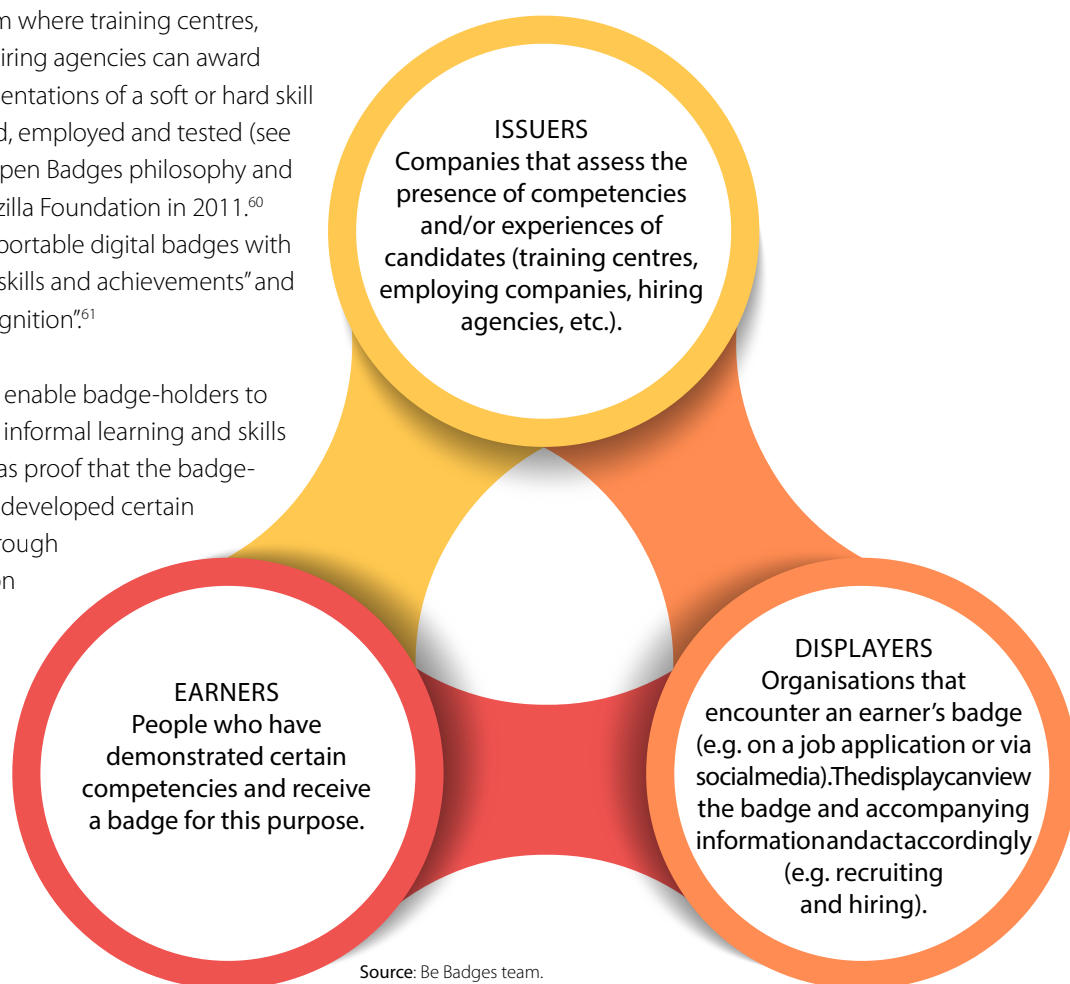 m where training centres,
iring agencies can award
entations of a soft or hard skill
d, employed and tested (see
pen Badges philosophy and
zilla Foundation in 2011.60
portable digital badges with
skills and achievements" and
gnition".61
enable badge-holders to
informal learning and skills
as proof that the badge-
developed certain
rough
on
ISSUERS
Companies that assess the
presence of competencies
and/or experiences of
candidates (training centres,
employing companies, hiring
agencies, etc.).
EARNERS
People who have
demonstrated certain
competencies and receive
a badge for this purpose.
DISPLAYERS
Organisations that
encounter an earner's badge
(e.g. on a job application or via
socialmedia).Thedisplaycanview
the badge and accompanying
informationandactaccordingly
(e.g. recruiting
and hiring).
Source: Be Badges team.